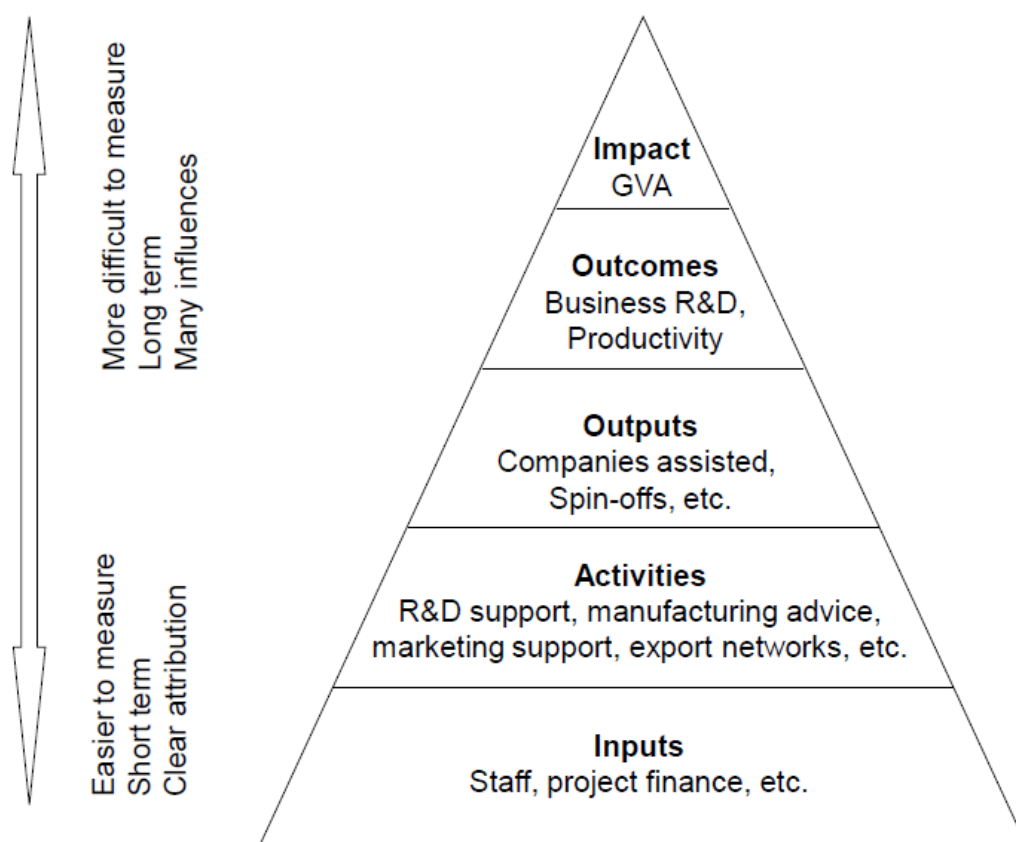 More difficult to measure
Long term
Many influences
Easier to measure
Short term
Clear attribution
Impact
GVA
Outcomes
Business R&D,
Productivity
Outputs
Companies assisted,
Spin-offs, etc.
Activities
R&D support, manufacturing advice,
marketing support, export networks, etc.
Inputs
Staff, project finance, etc.